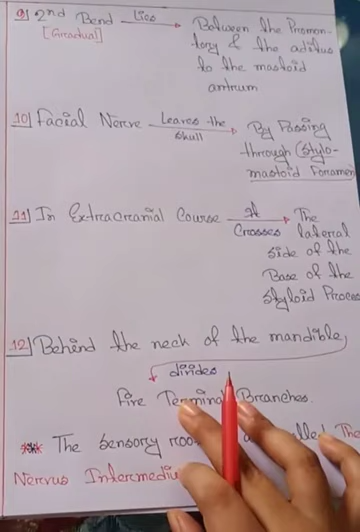 9) 2nd Bend Lies Between the Promon-
[Gradual] tory & the aditus
to the mastoid
antrum
10) Facial Nerve Leaves the Skull By Passing
through (Stylo-
mastoid Foramen
11) In Extracranial Course It Crosses The
lateral
side of the
Base of the
Styloid Process
12) Behind the neck of the mandible,
divides
five Terminal Branches.
*** The sensory The
Nervus